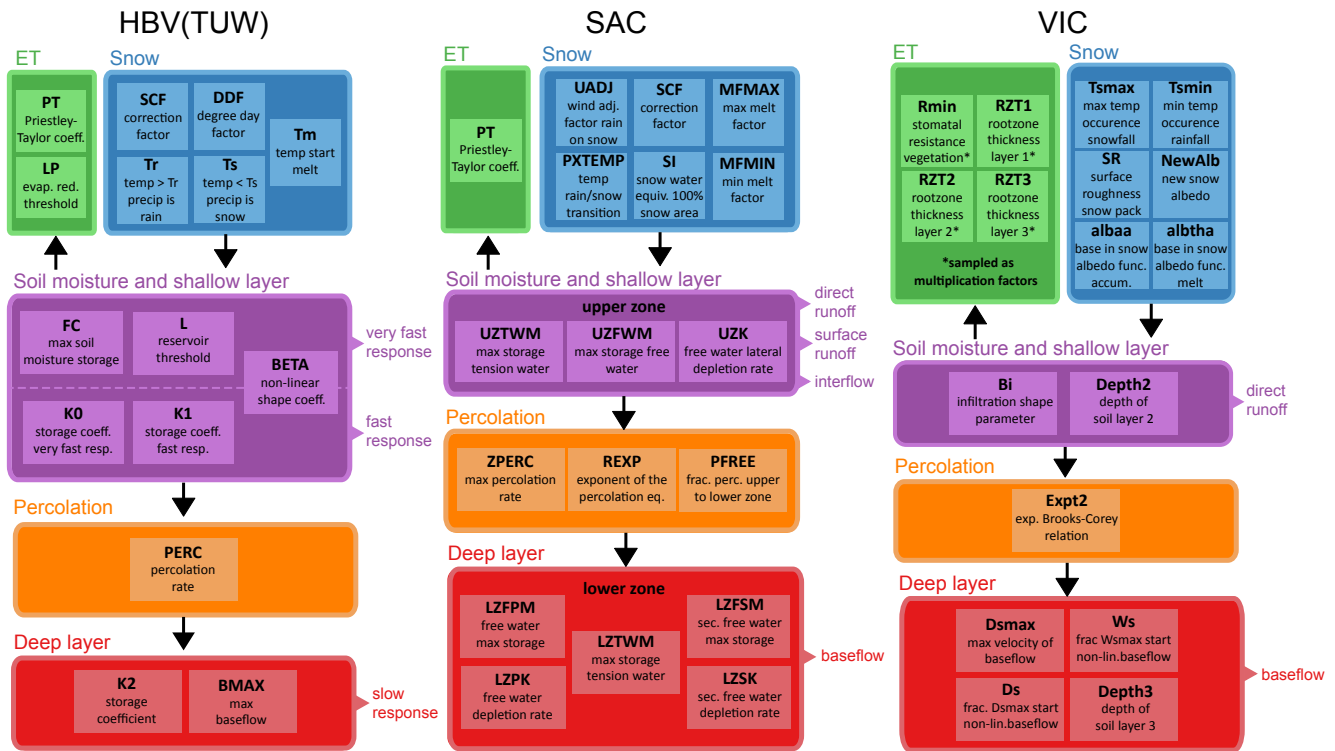 HBV(TUW)
ET
Snow
PT
Priestley-
Taylor coeff.
LP
evap. red.
threshold
SCF
correction
factor
DDF
degree day
factor
Tm
temp start
melt
Tr
temp > Tr
precip is
rain
Ts
temp < Ts
precip is
snow
Soil moisture and shallow layer
FC
max soil
moisture storage
L
reservoir
threshold
BETA
non-linear
shape coeff.
K0
storage coeff.
very fast resp.
K1
storage coeff.
fast resp.
very fast
response
fast
response
Percolation
PERC
percolation
rate
Deep layer
K2
storage
coefficient
BMAX
max
baseflow
slow
response
SAC
ET
Snow
PT
Priestley-
Taylor coeff.
UADJ
wind adj.
factor rain
on snow
SCF
correction
factor
MFMAX
max melt
factor
PXTEMP
temp
rain/snow
transition
SI
snow water
equiv. 100%
snow area
MFMIN
min melt
factor
Soil moisture and shallow layer
upper zone
UZTWM
max storage
tension water
UZFWM
max storage free
water
UZK
free water lateral
depletion rate
direct
runoff
surface
runoff
interflow
Percolation
ZPERC
max percolation
rate
REXP
exponent of the
percolation eq.
PFREE
frac. perc. upper
to lower zone
Deep layer
lower zone
LZFPM
free water
max storage
LZTWM
max storage
tension water
LZFSM
sec. free water
max storage
LZPK
free water
depletion rate
LZSK
sec. free water
depletion rate
baseflow
VIC
ET
Snow
Rmin
stomatal
resistance
vegetation*
RZT1
rootzone
thickness
layer 1*
RZT2
rootzone
thickness
layer 2*
RZT3
rootzone
thickness
layer 3*
*sampled as
multiplication factors
Tsmax
max temp
occurence
snowfall
Tsmin
min temp
occurence
rainfall
SR
surface
roughness
snow pack
NewAlb
new snow
albedo
albaa
base in snow
albedo func.
accum.
albtha
base in snow
albedo func.
melt
Soil moisture and shallow layer
Bi
infiltration shape
parameter
Depth2
depth of
soil layer 2
direct
runoff
Percolation
Expt2
exp. Brooks-Corey
relation
Deep layer
Dsmax
max velocity of
baseflow
Ws
frac Wsmax start
non-lin.baseflow
Ds
frac. Dsmax start
non-lin.baseflow
Depth3
depth of
soil layer 3
baseflow